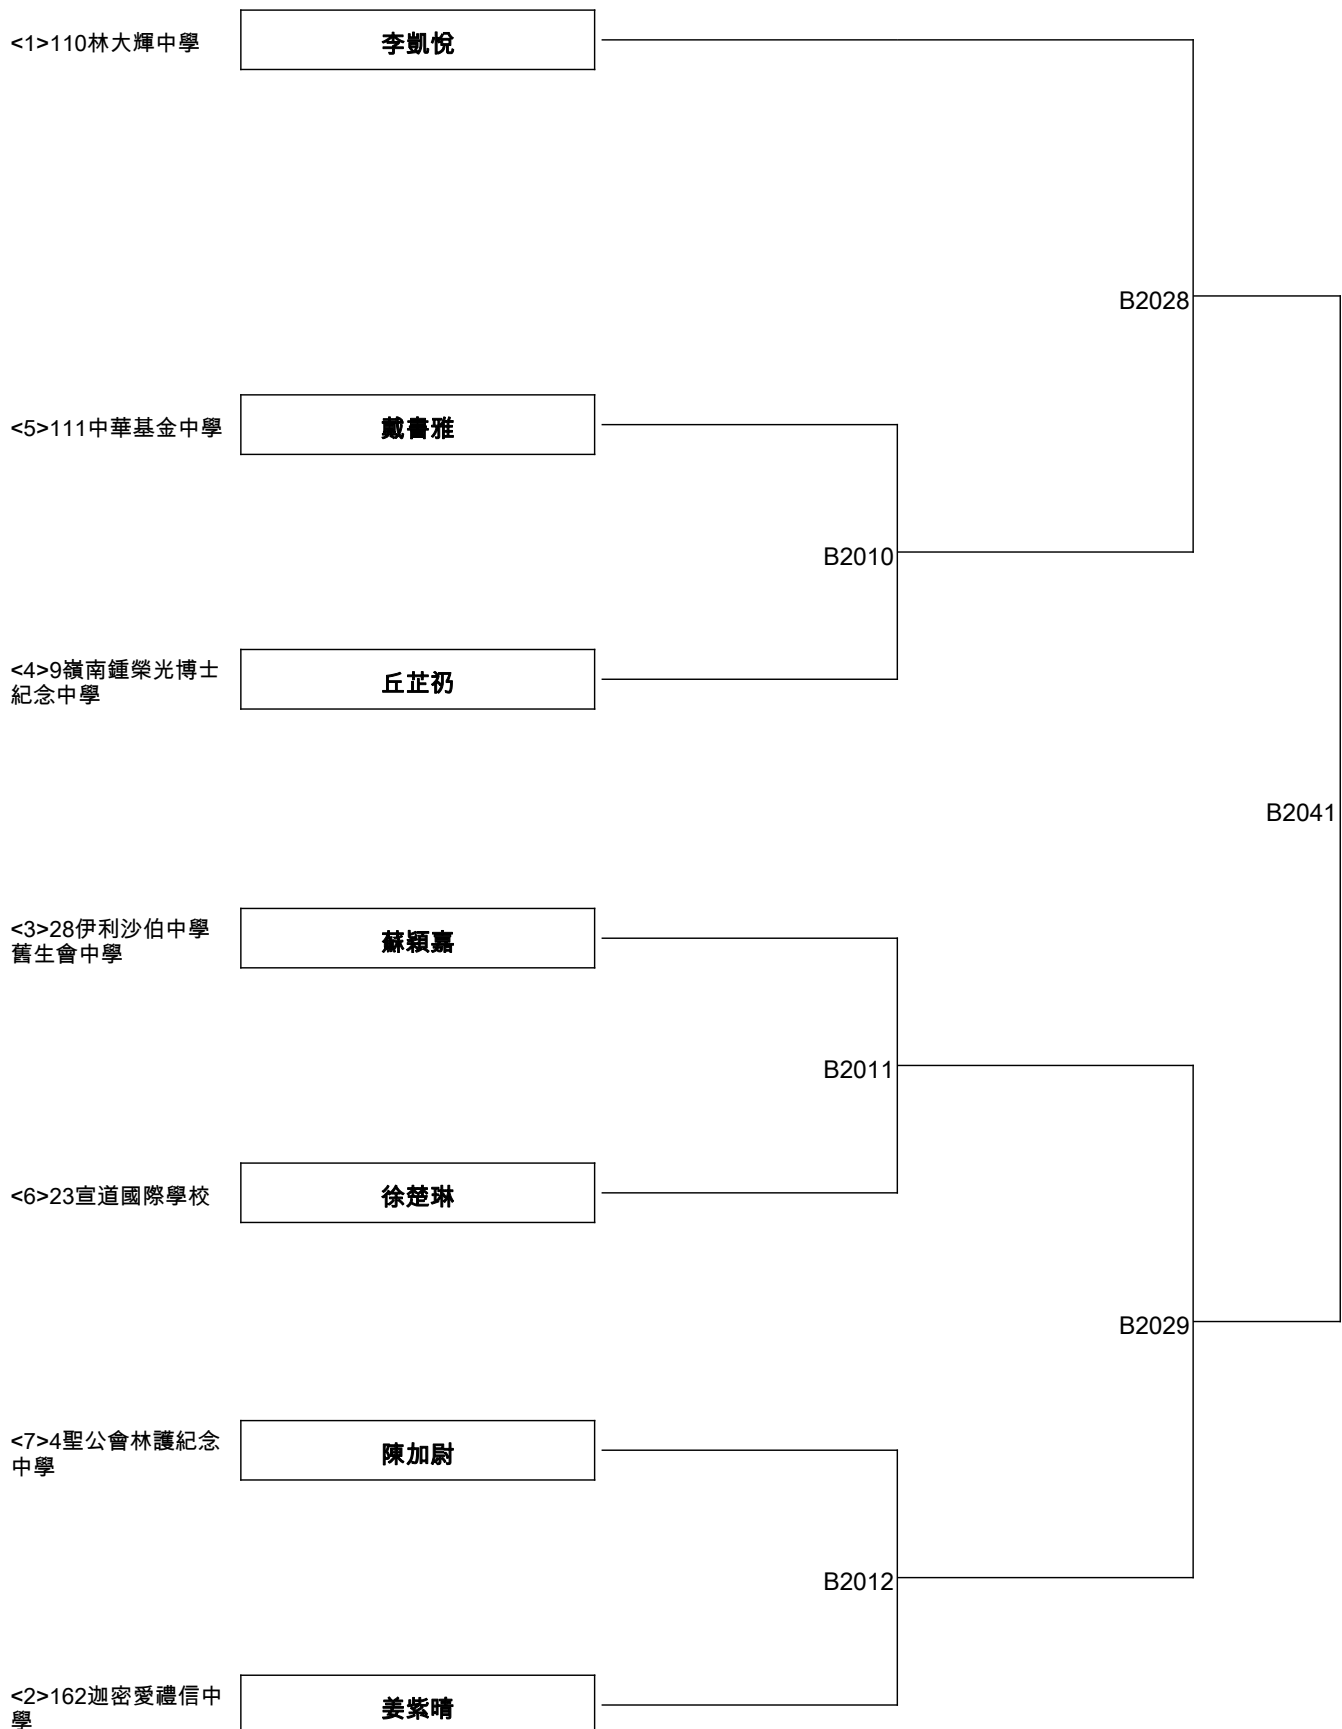 <1>110林大輝中學
李凱悅
B2028
<5>111中華基金中學
戴書雅
B2010
<4>9嶺南鍾榮光博士
紀念中學
丘芷礽
B2041
<3>28伊利沙伯中學
舊生會中學
蘇穎嘉
B2011
<6>23宣道國際學校
徐楚琳
B2029
<7>4聖公會林護紀念
中學
陳加尉
B2012
<2>162迦密愛禮信中
學
姜紫晴